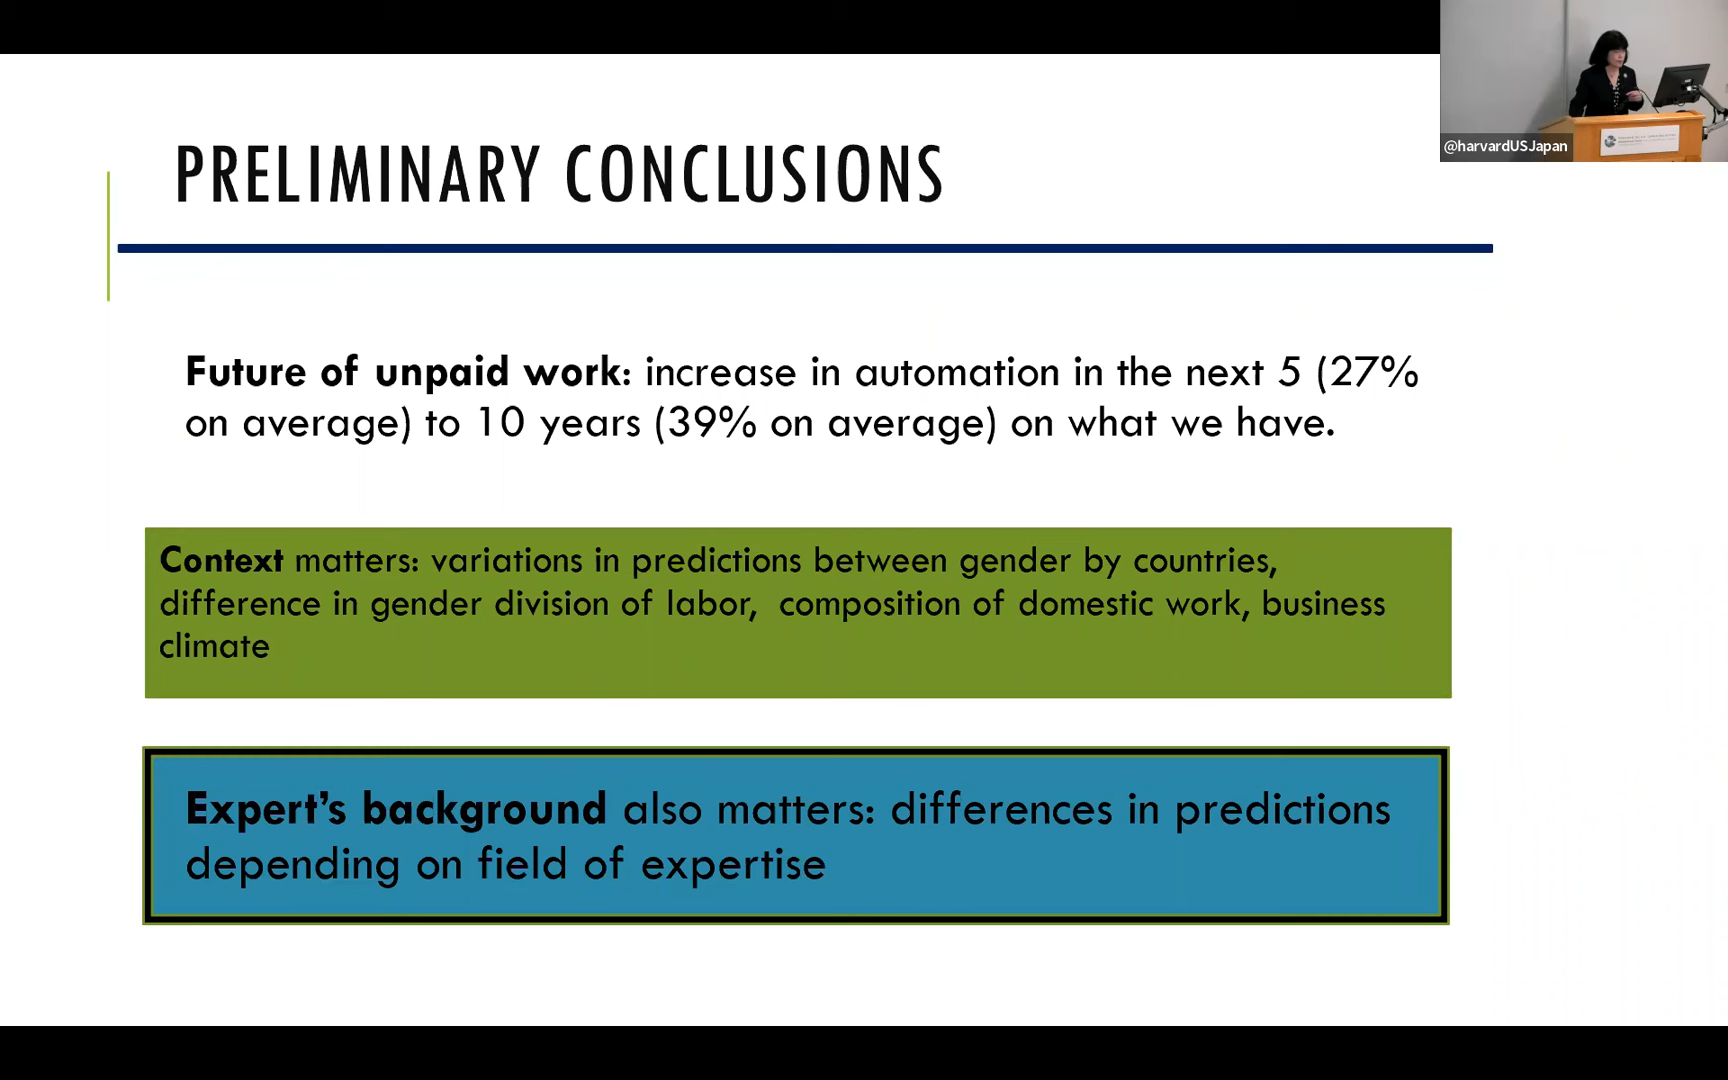 PRELIMINARY CONCLUSIONS
@harvardUSJapan
Future of unpaid work: increase in automation in the next 5 (27%
on average) to 10 years (39% on average) on what we have.
Context matters: variations in predictions between gender by countries,
difference in gender division of labor, composition of domestic work, business
climate
Expert’s background also matters: differences in predictions
depending on field of expertise